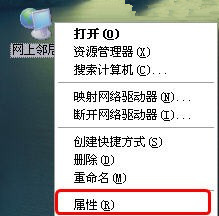 网上邻居
打开(O)
资源管理器(X)
搜索计算机(C)...
映射网络驱动器(N)...
断开网络驱动器(I)...
创建快捷方式(S)
删除(D)
重命名(M)
属性(R)